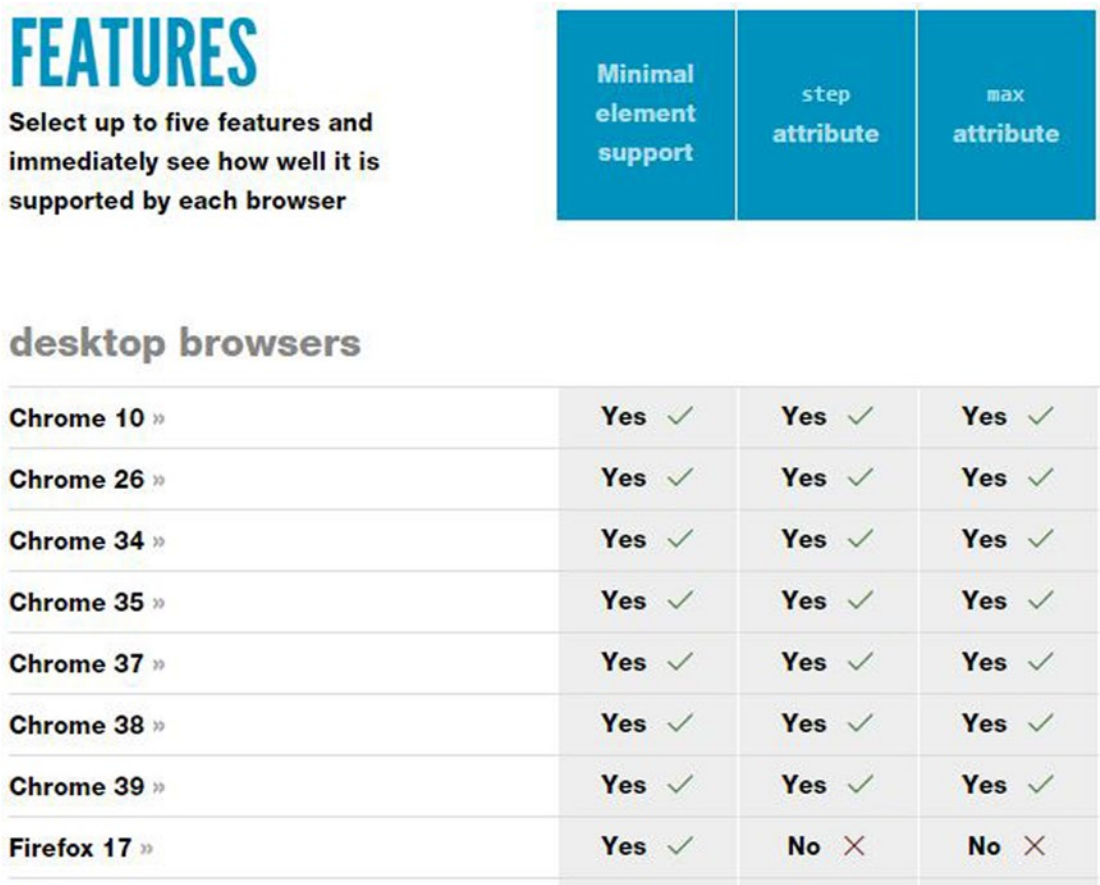 FEATURES
Select up to five features and
immediately see how well it is
supported by each browser
Minimal
element
support
step
attribute
max
attribute
desktop browsers
Chrome 10 » Yes Yes Yes
Chrome 26 » Yes Yes Yes
Chrome 34 » Yes Yes Yes
Chrome 35 » Yes Yes Yes
Chrome 37 » Yes Yes Yes
Chrome 38 » Yes Yes Yes
Chrome 39 » Yes Yes Yes
Firefox 17 » Yes No No